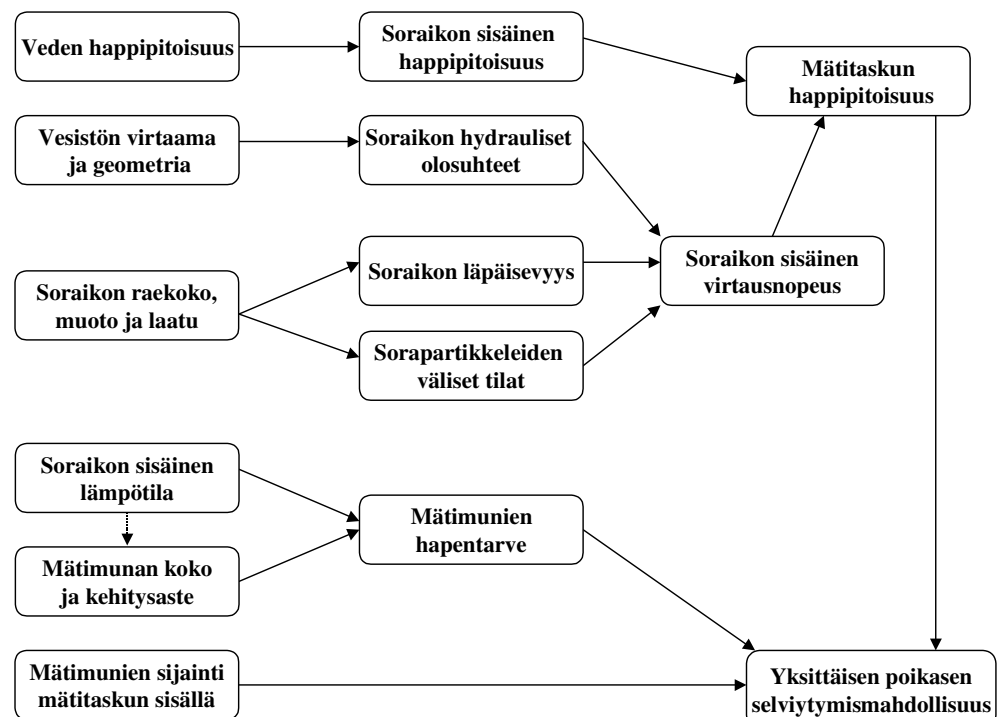 Veden happipitoisuus
Soraikon sisäinen
happipitoisuus
Mätitaskun
happipitoisuus
Vesistön virtaama
ja geometria
Soraikon hydrauliset
olosuhteet
Soraikon raekoko,
muoto ja laatu
Soraikon läpäisevyys
Soraikon sisäinen
virtausnopeus
Sorapartikkeleiden
väliset tilat
Soraikon sisäinen
lämpötila
Mätimunien
hapentarve
Mätimunan koko
ja kehitysaste
Mätimunien sijainti
mätitaskun sisällä
Yksittäisen poikasen
selviytymismahdollisuus